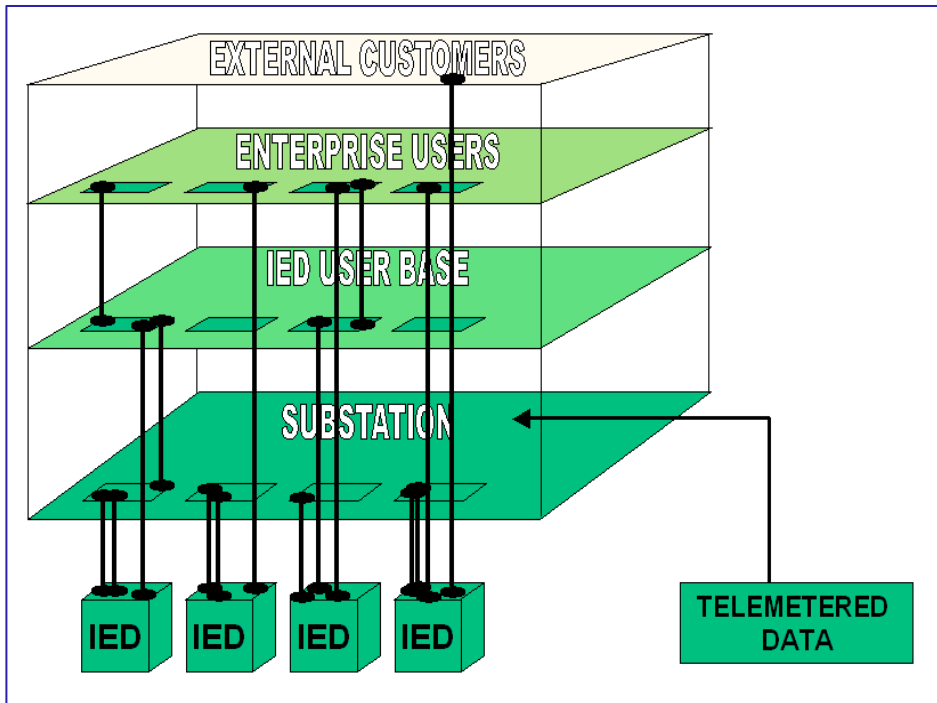 EXTERNAL CUSTOMERS
ENTERPRISE USERS
IED USER BASE
SUBSTATION
IED
IED
IED
IED
TELEMETERED
DATA